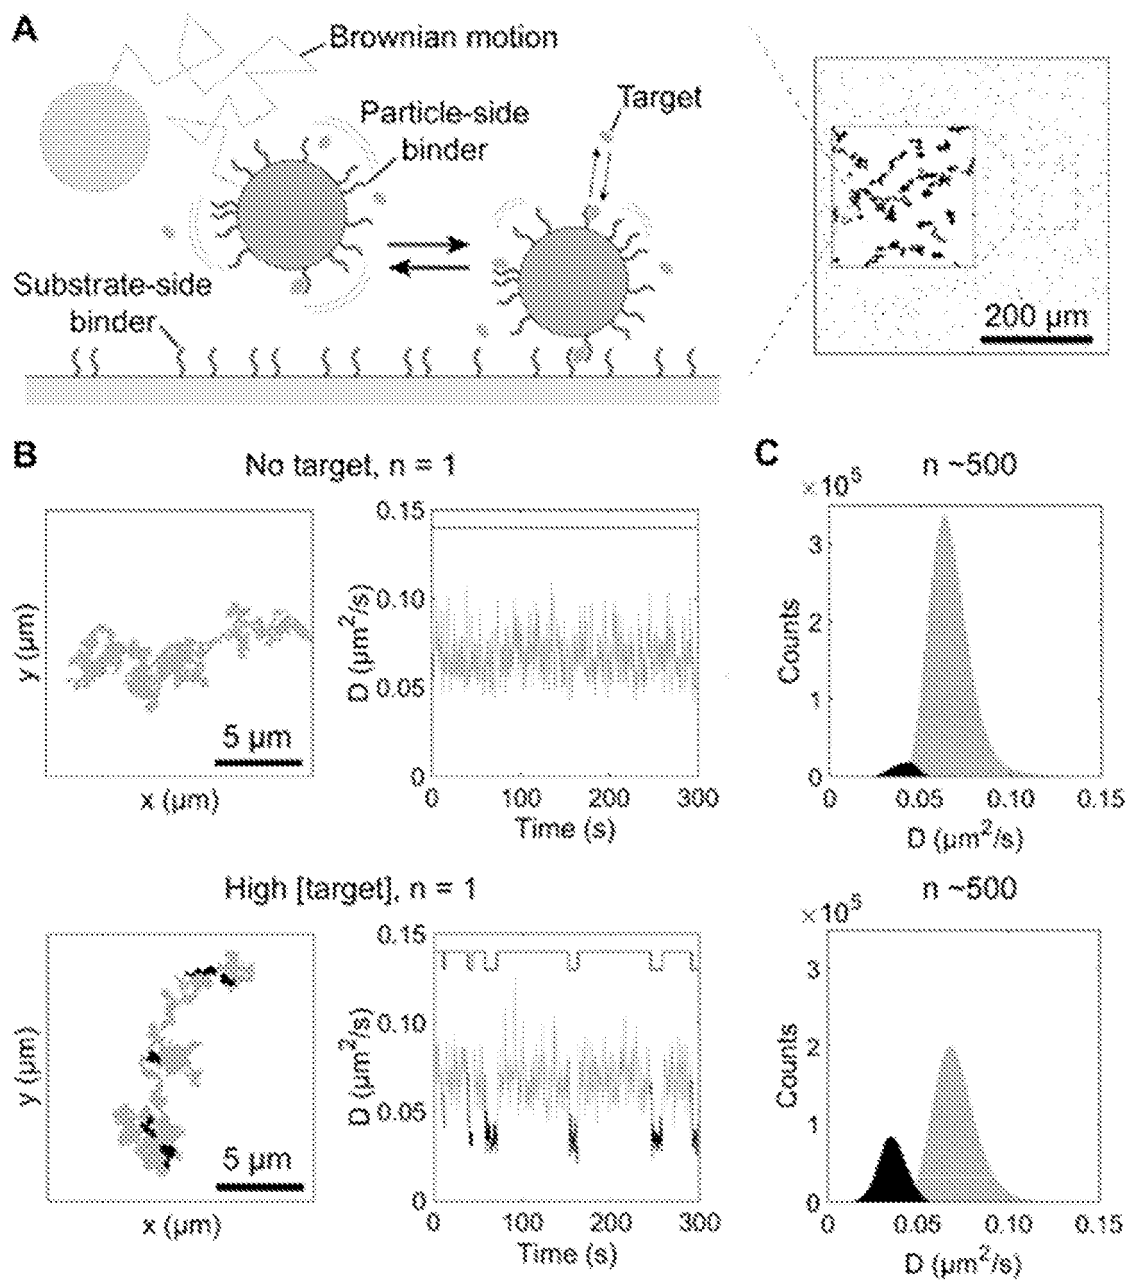 A
Brownian motion
Particle-side
binder
Target
Substrate-side
binder
200 µm
B
No target, n = 1
y (µm)
5 µm
x (µm)
D (µm²/s)
0.15
0.10
0.05
0
0 100 200 300
Time (s)
C
n ~500
×10⁵
Counts
3
2
1
0
0 0.05 0.10 0.15
D (µm²/s)
High [target], n = 1
y (µm)
5 µm
x (µm)
D (µm²/s)
0.15
0.10
0.05
0
0 100 200 300
Time (s)
n ~500
×10⁵
Counts
3
2
1
0
0 0.05 0.10 0.15
D (µm²/s)